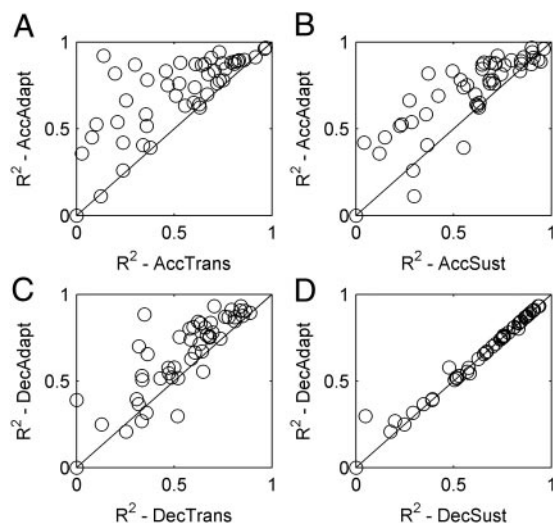 A
B
1
1
R² - AccAdapt
R² - AccAdapt
0.5
0.5
0
0
0.5
1
0
0
0.5
1
R² - AccTrans
R² - AccSust
C
D
1
1
R² - DecAdapt
R² - DecAdapt
0.5
0.5
0
0
0.5
1
0
0
0.5
1
R² - DecTrans
R² - DecSust